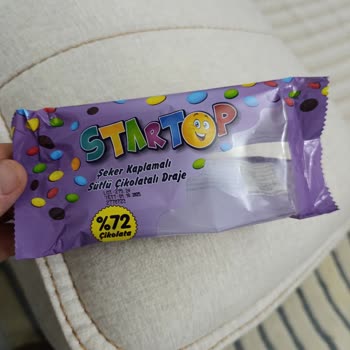 STARTOP
Şeker Kaplamalı
Sütlü Çikolatalı Draje
%72
Çikolata